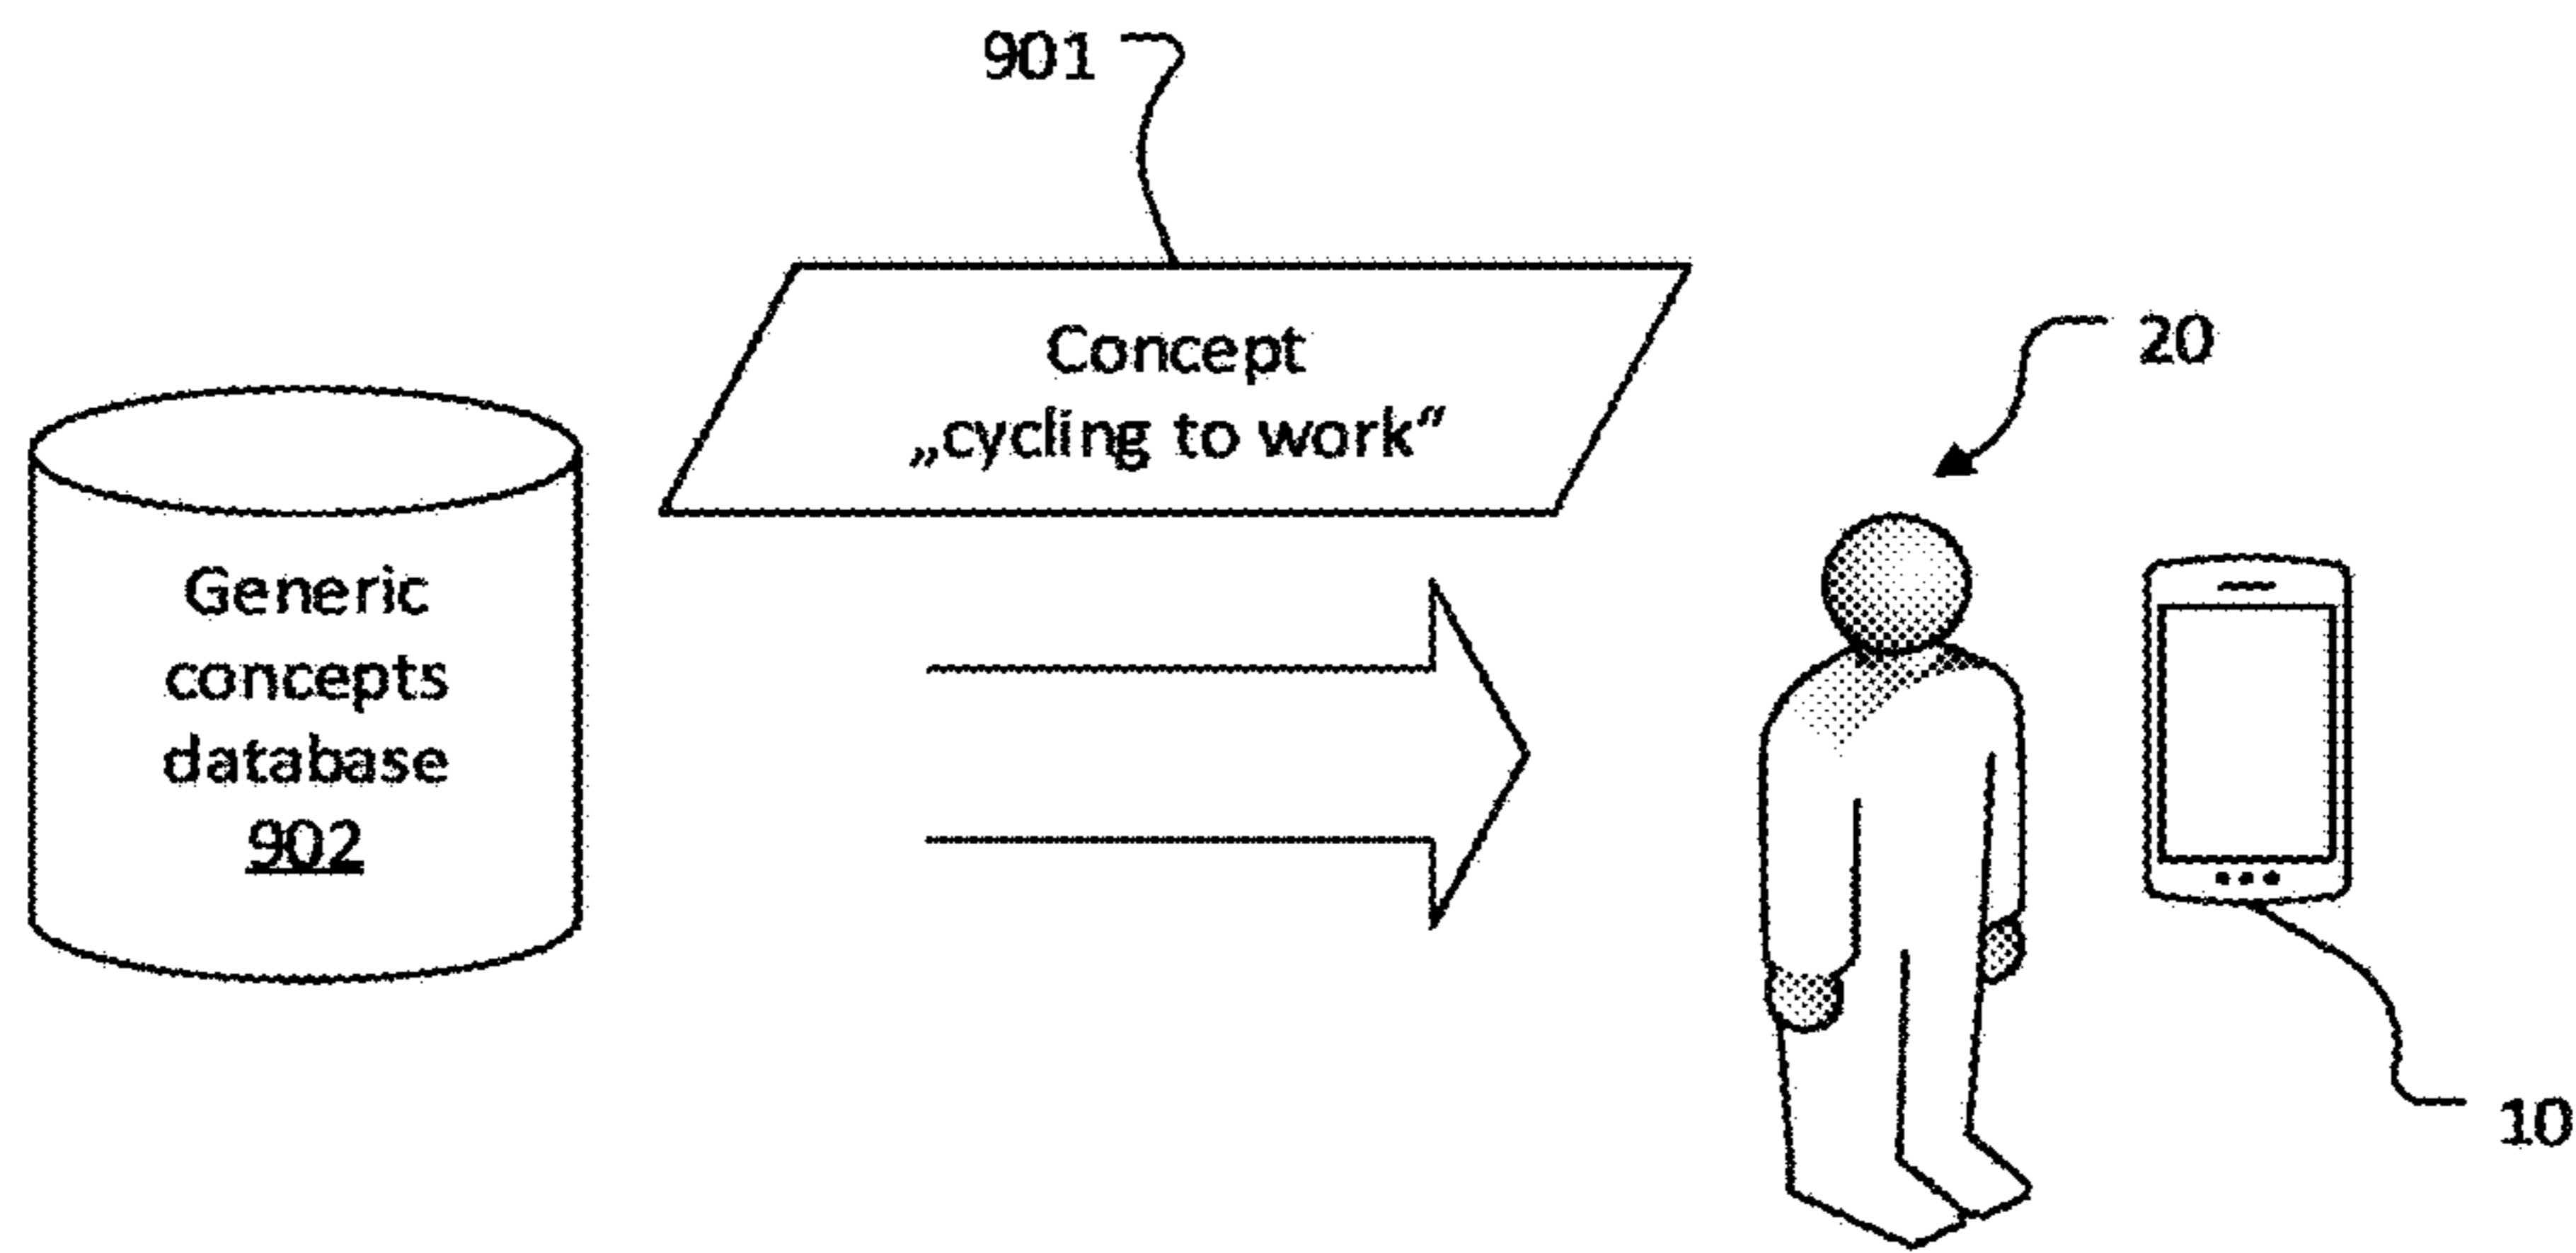 901
Concept
„cycling to work“
20
Generic
concepts
database
902
10